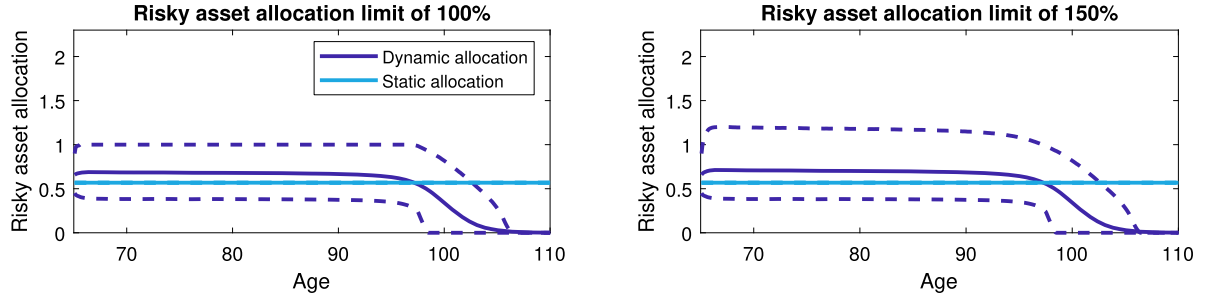 Risky asset allocation limit of 100%
Risky asset allocation
2
1.5
1
0.5
0
Dynamic allocation
Static allocation
70
80
90
100
110
Age
Risky asset allocation limit of 150%
Risky asset allocation
2
1.5
1
0.5
0
70
80
90
100
110
Age